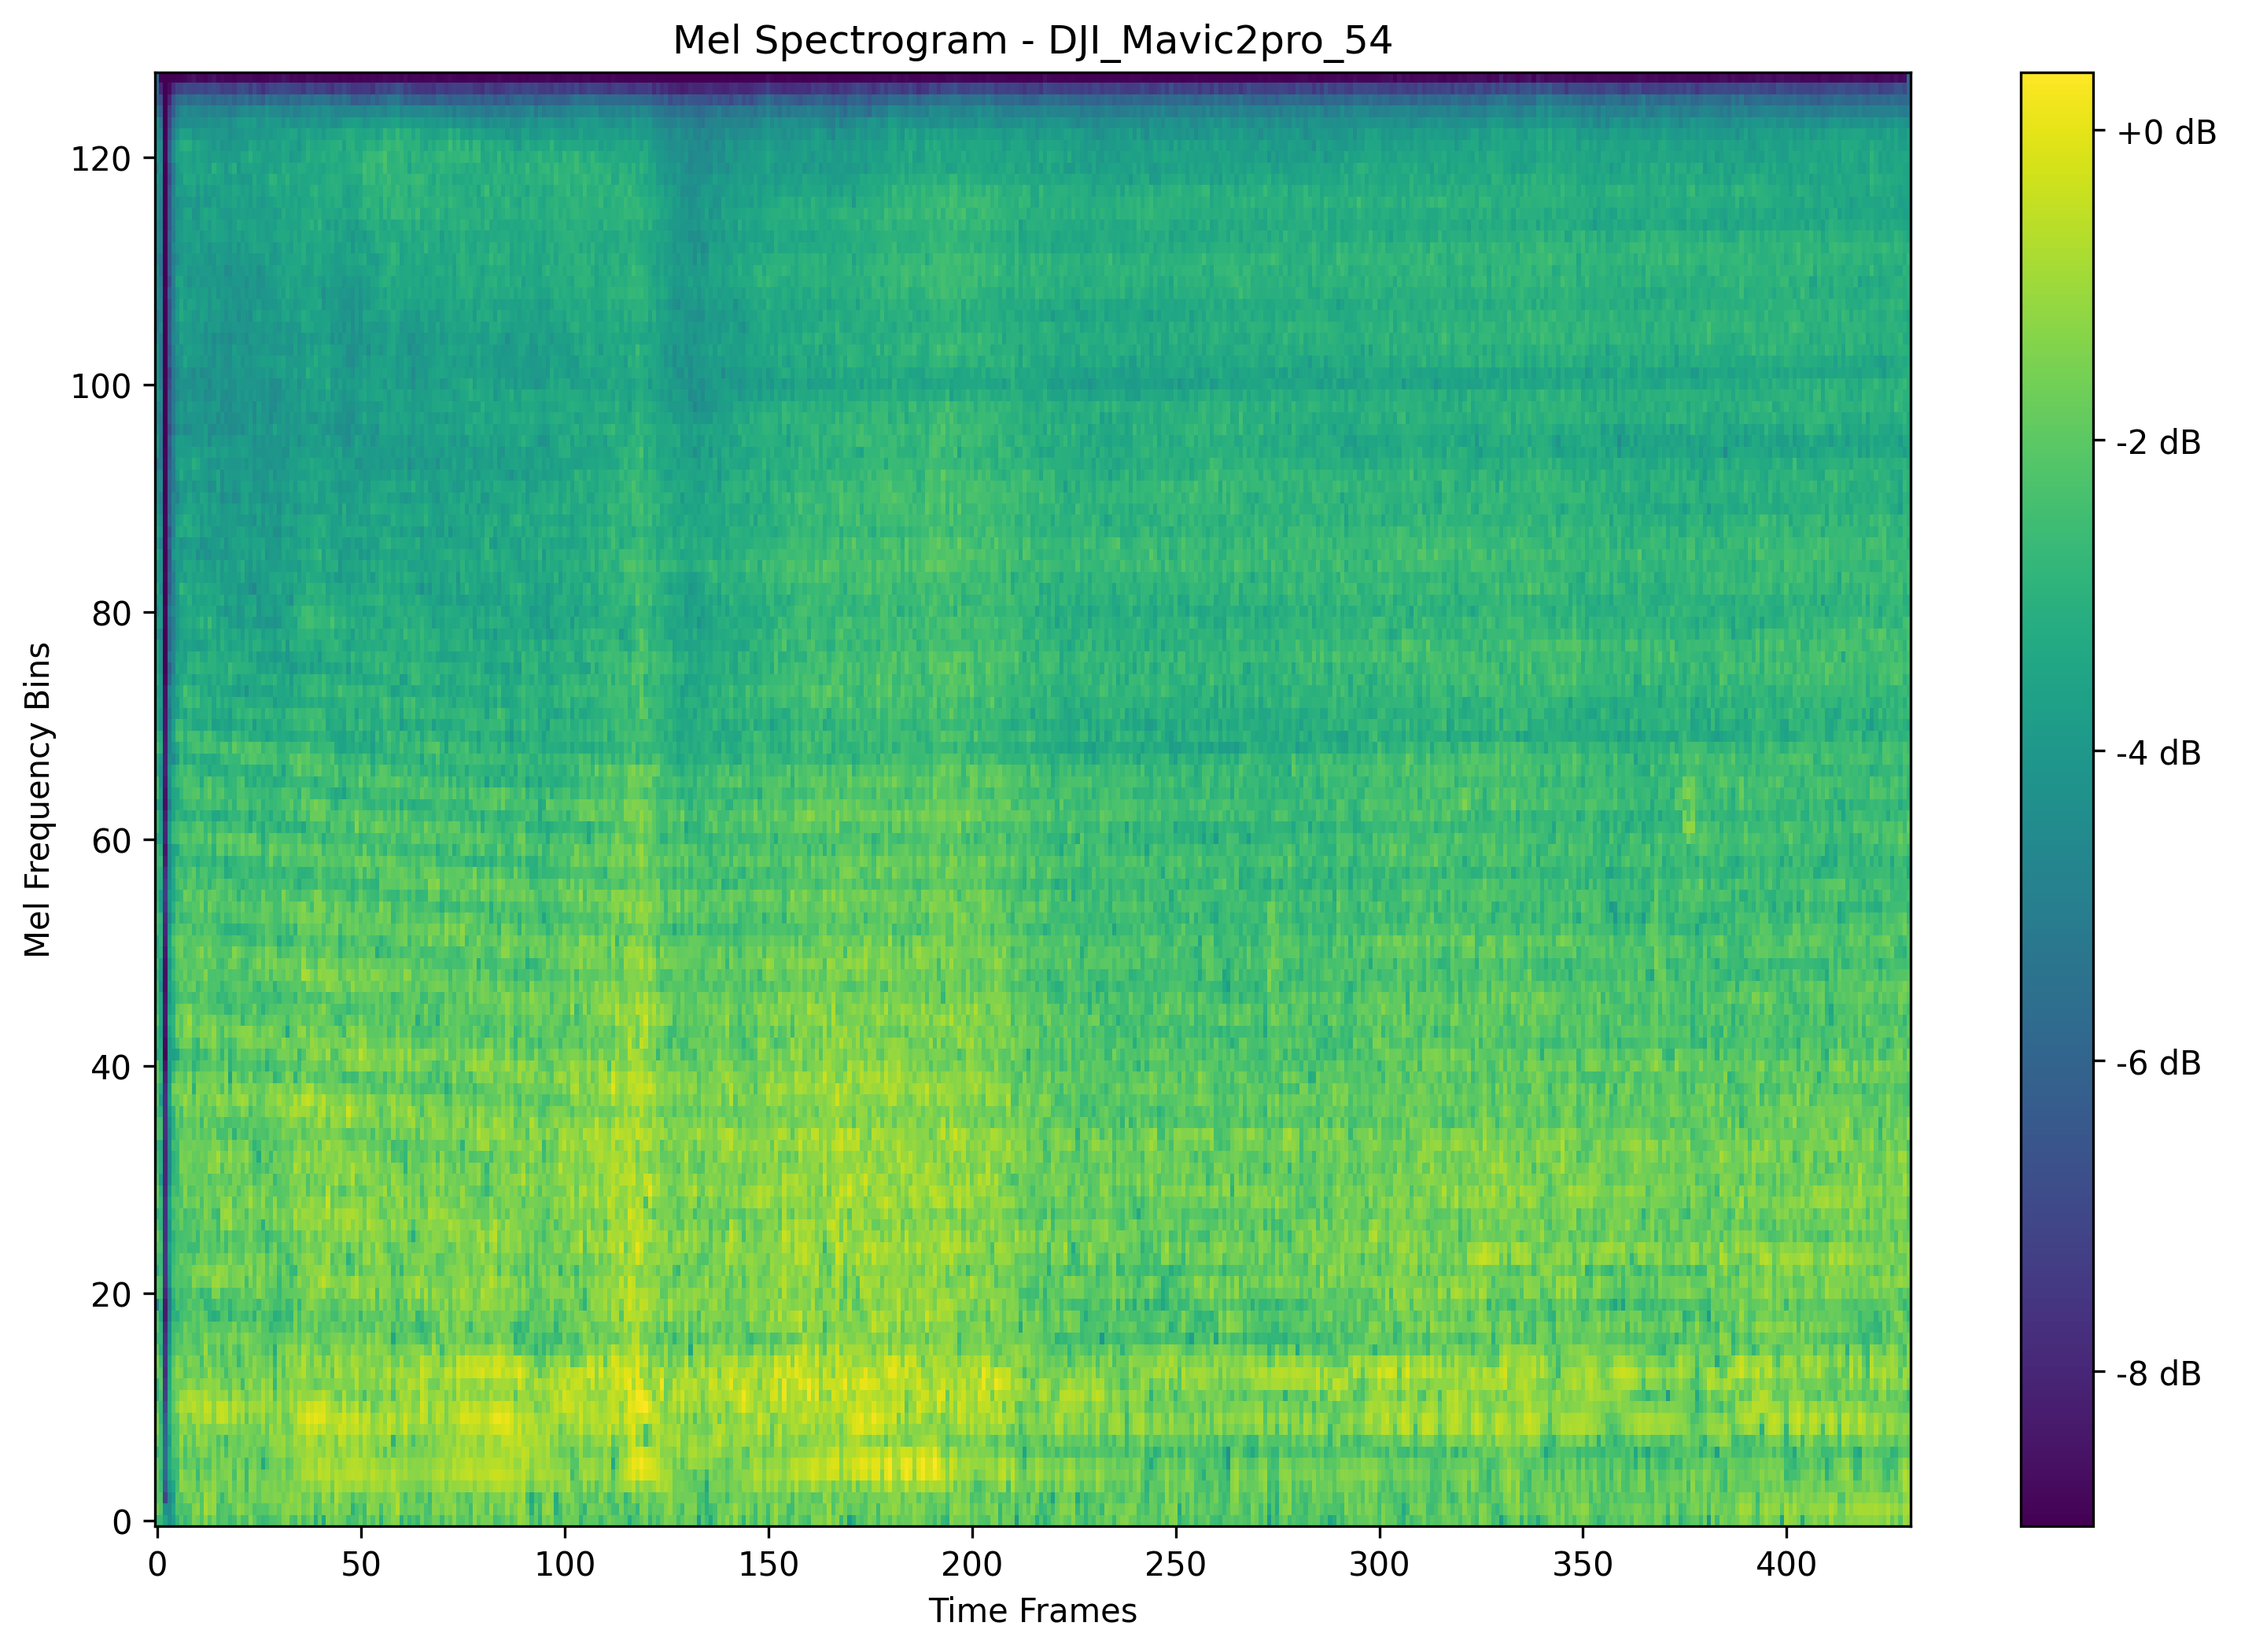 Mel Spectrogram - DJI_Mavic2pro_54
Mel Frequency Bins
120
100
80
60
40
20
0
0 50 100 150 200 250 300 350 400
Time Frames
+0 dB
-2 dB
-4 dB
-6 dB
-8 dB